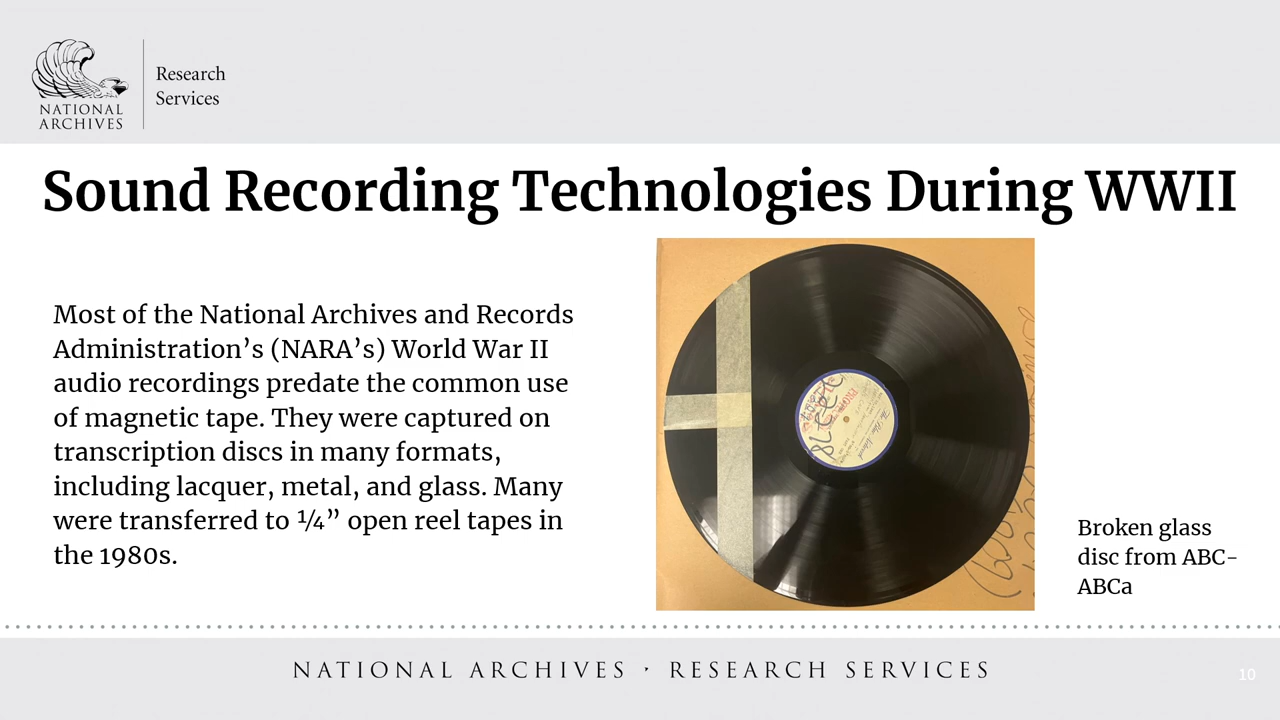 NATIONAL
ARCHIVES
Research
Services
Sound Recording Technologies During WWII
Most of the National Archives and Records
Administration’s (NARA’s) World War II
audio recordings predate the common use
of magnetic tape. They were captured on
transcription discs in many formats,
including lacquer, metal, and glass. Many
were transferred to ¼” open reel tapes in
the 1980s.
Broken glass
disc from ABC-
ABCa
NATIONAL ARCHIVES · RESEARCH SERVICES
10